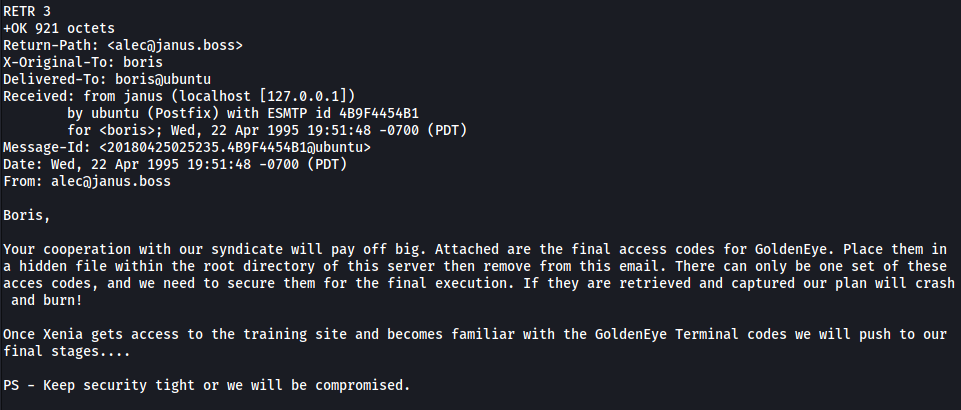 RETR 3
+OK 921 octets
Return-Path: <alec@janus.boss>
X-Original-To: boris
Delivered-To: boris@ubuntu
Received: from janus (localhost [127.0.0.1])
by ubuntu (Postfix) with ESMTP id 4B9F4454B1
for <boris>; Wed, 22 Apr 1995 19:51:48 -0700 (PDT)
Message-Id: <20180425025235.4B9F4454B1@ubuntu>
Date: Wed, 22 Apr 1995 19:51:48 -0700 (PDT)
From: alec@janus.boss

Boris,

Your cooperation with our syndicate will pay off big. Attached are the final access codes for GoldenEye. Place them in
a hidden file within the root directory of this server then remove from this email. There can only be one set of these
acces codes, and we need to secure them for the final execution. If they are retrieved and captured our plan will crash
and burn!

Once Xenia gets access to the training site and becomes familiar with the GoldenEye Terminal codes we will push to our
final stages....

PS - Keep security tight or we will be compromised.